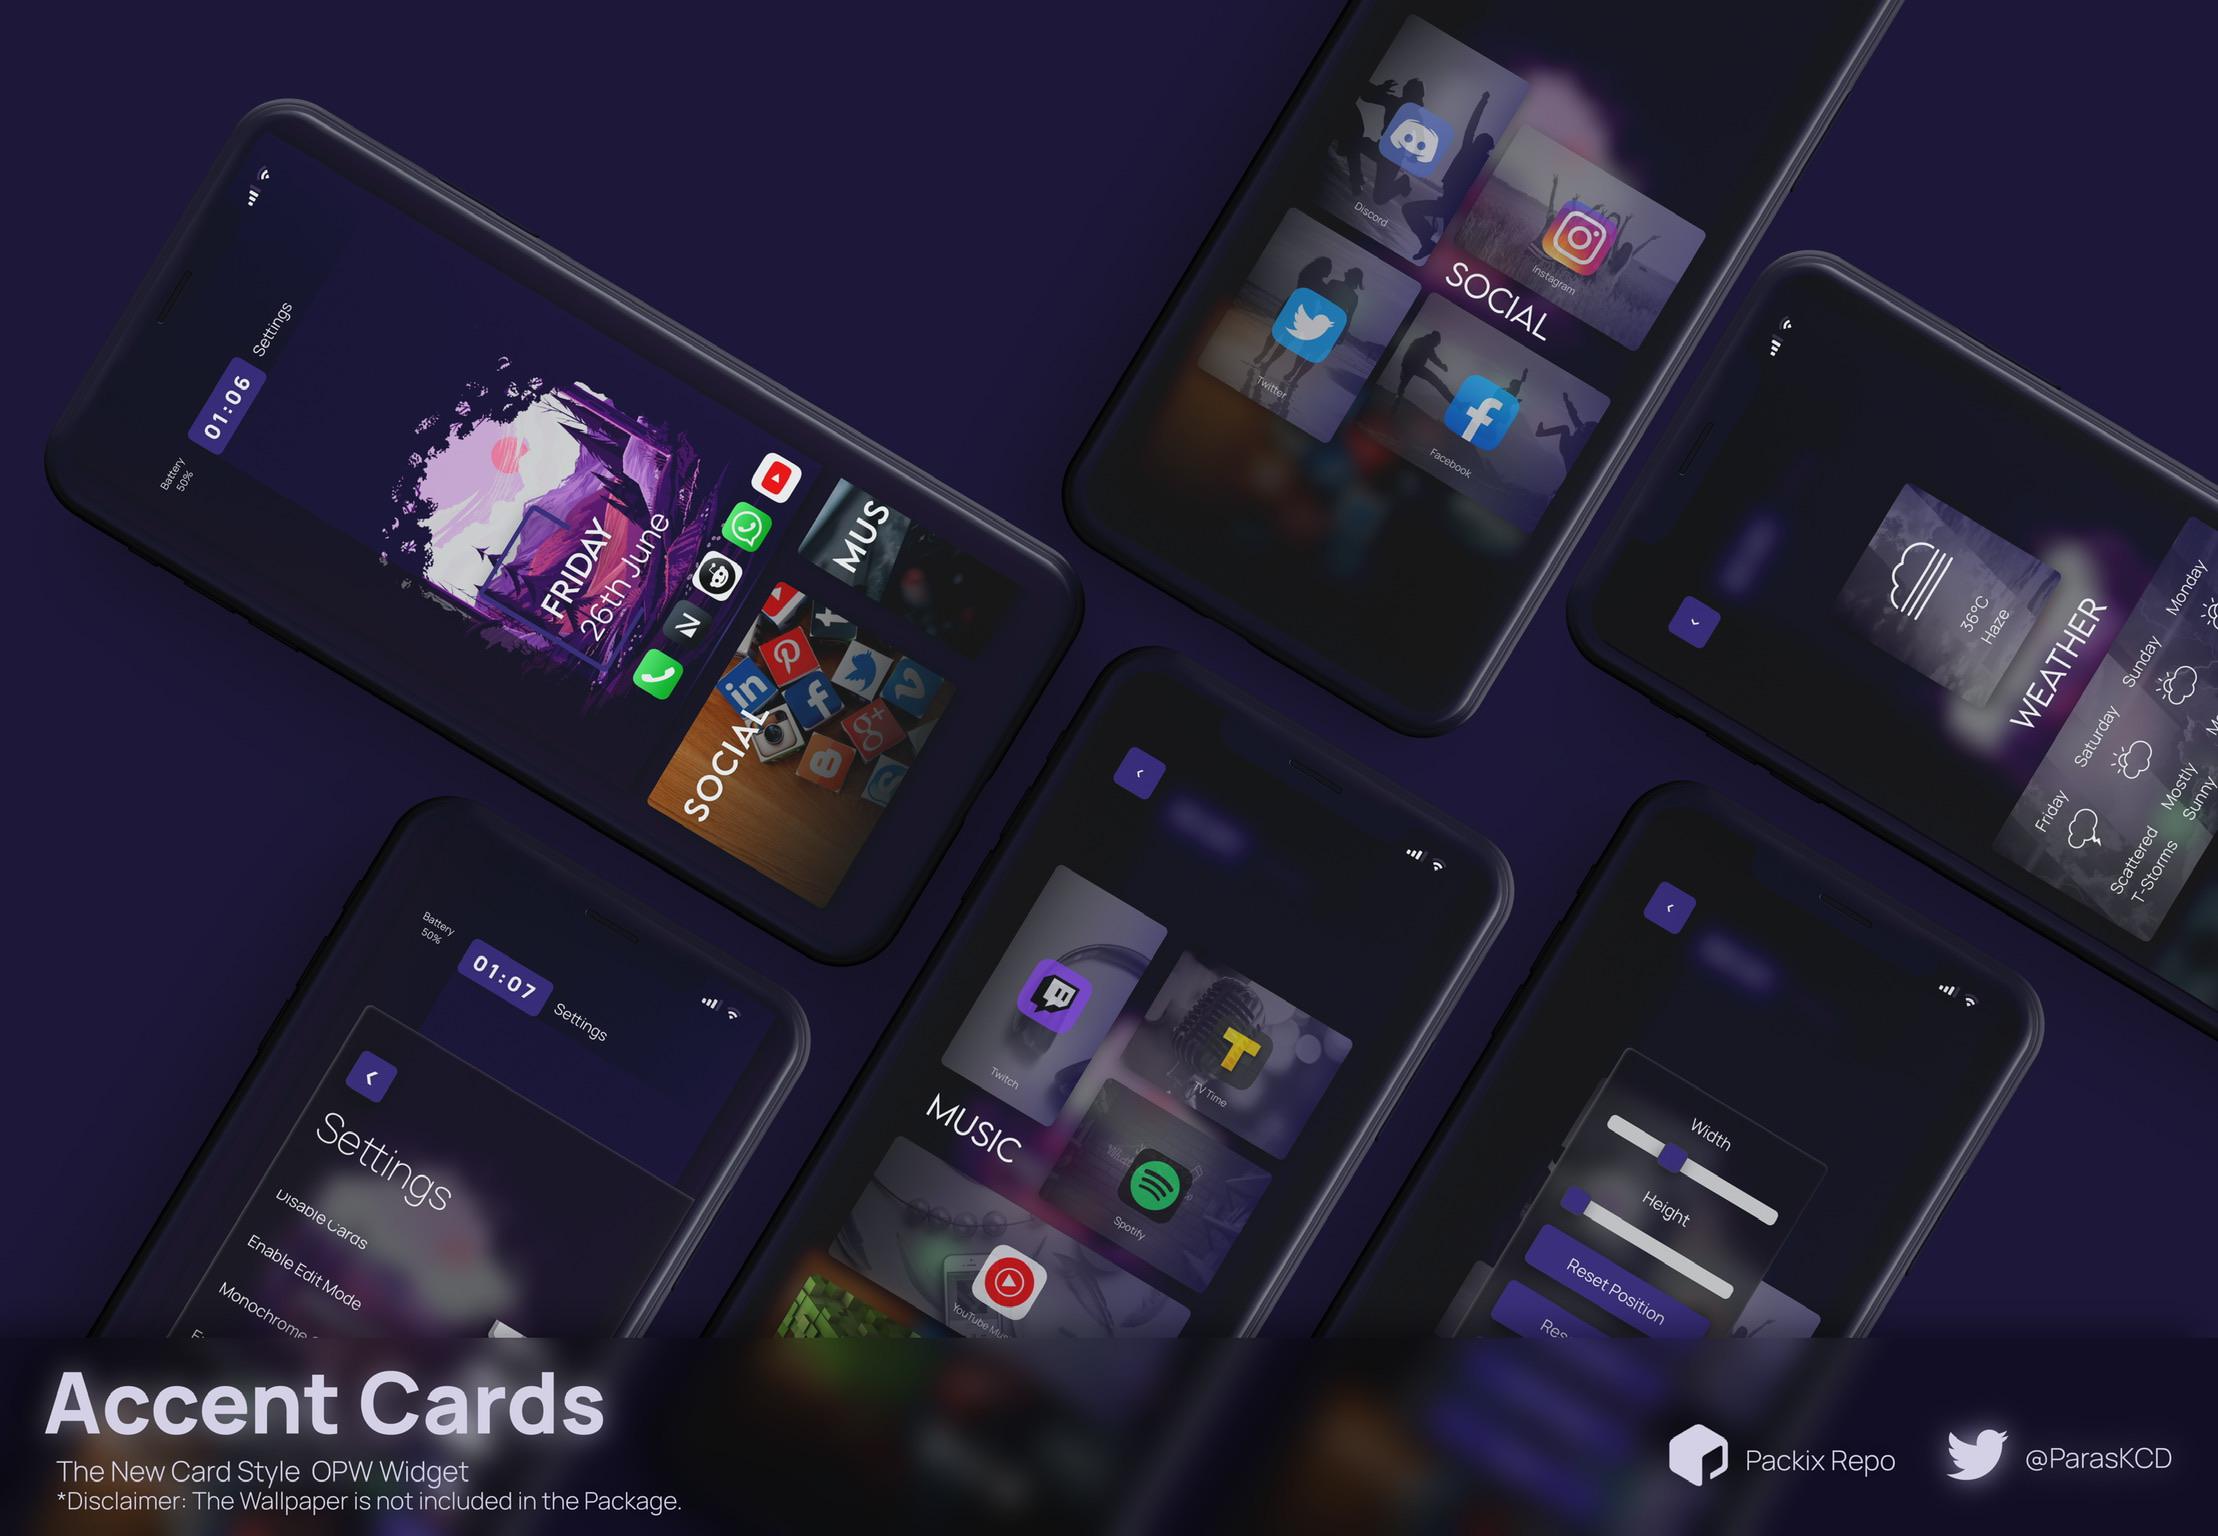 Battery
50%
01:06
Settings
FRIDAY
26th June
MUS
SOCIAL
in
f
g+
Discord
Instagram
SOCIAL
Twitter
Facebook
36°C
Haze
WEATHER
Friday
Saturday
Sunday
Monday
Scattered
T-Storms
Mostly
Sunny
Battery
50%
01:07
Settings
Settings
Disable Cards
Enable Edit Mode
Monochrome
Twitch
TV Time
MUSIC
Spotify
YouTube Mus
Width
Height
Reset Position
Res
Accent Cards
The New Card Style OPW Widget
*Disclaimer: The Wallpaper is not included in the Package.
Packix Repo
@ParasKCD